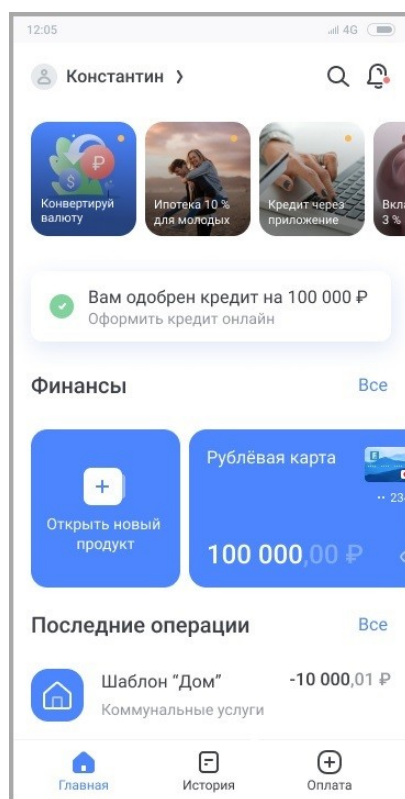 12:05
4G
Константин
Конвертируй
валюту
Ипотека 10 %
для молодых
Кредит через
приложение
3 %
Вам одобрен кредит на 100 000 ₽
Оформить кредит онлайн
Финансы
Все
Открыть новый
продукт
Рублёвая карта
·· 234
100 000,00 ₽
Последние операции
Все
Шаблон “Дом”
-10 000,01 ₽
Коммунальные услуги
Главная
История
Оплата